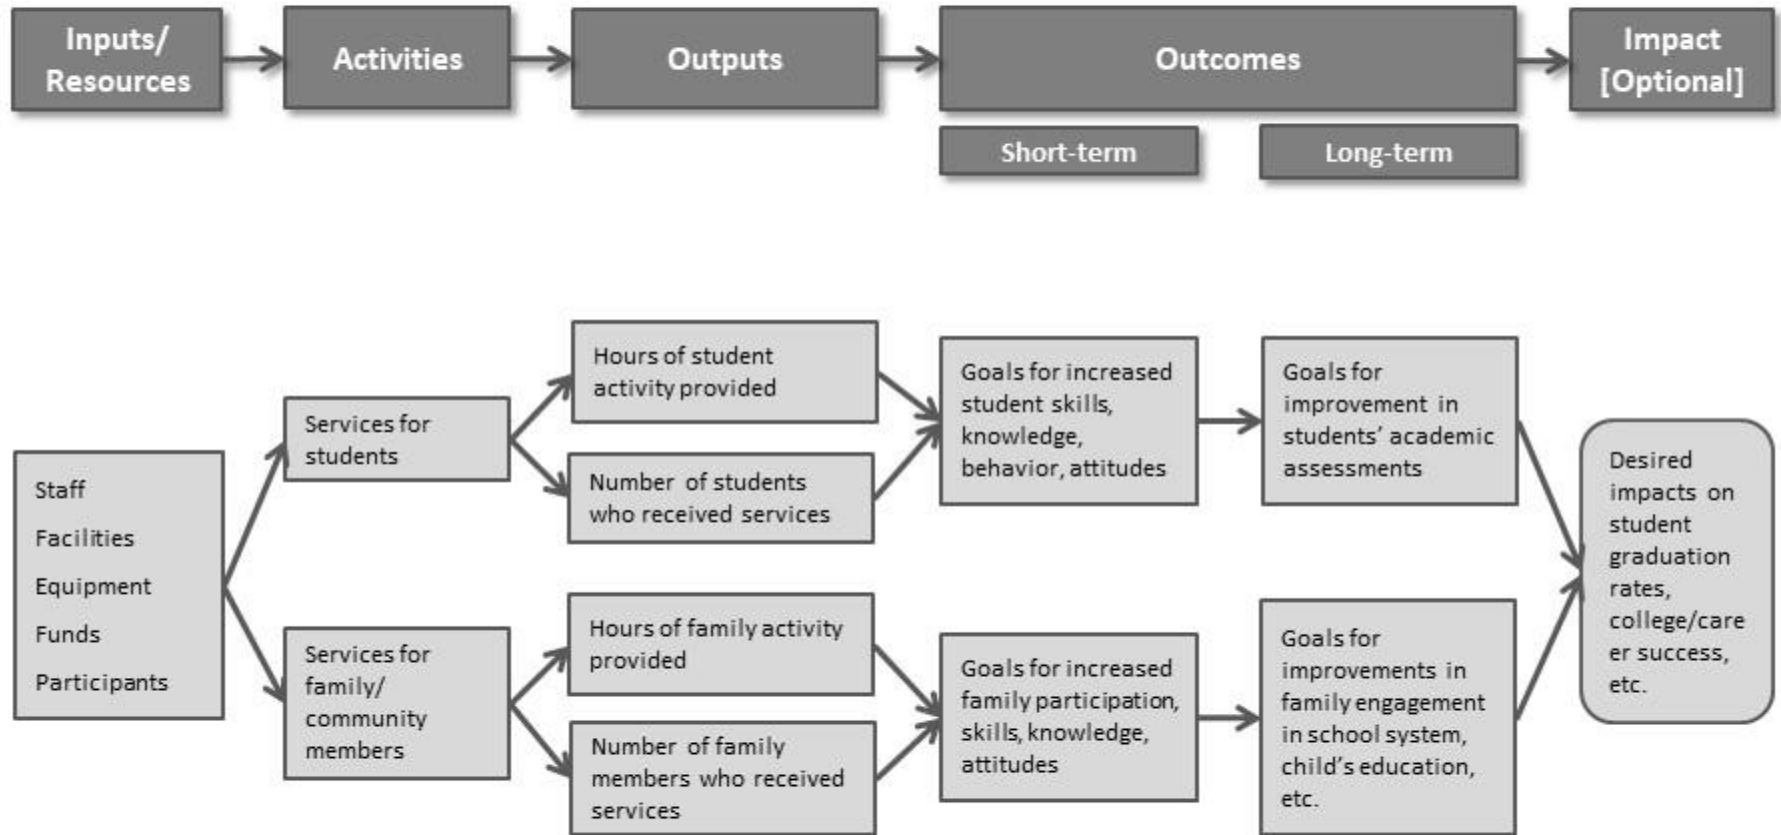 Inputs/
Resources
Activities
Outputs
Outcomes
Impact
[Optional]
Short-term
Long-term
Staff
Facilities
Equipment
Funds
Participants
Services for
students
Services for
family/
community
members
Hours of student
activity provided
Number of students
who received services
Hours of family activity
provided
Number of family
members who received
services
Goals for increased
student skills,
knowledge,
behavior, attitudes
Goals for increased
family participation,
skills, knowledge,
attitudes
Goals for
improvement in
students’ academic
assessments
Goals for
improvements in
family engagement
in school system,
child’s education,
etc.
Desired
impacts on
student
graduation
rates,
college/care
er success,
etc.